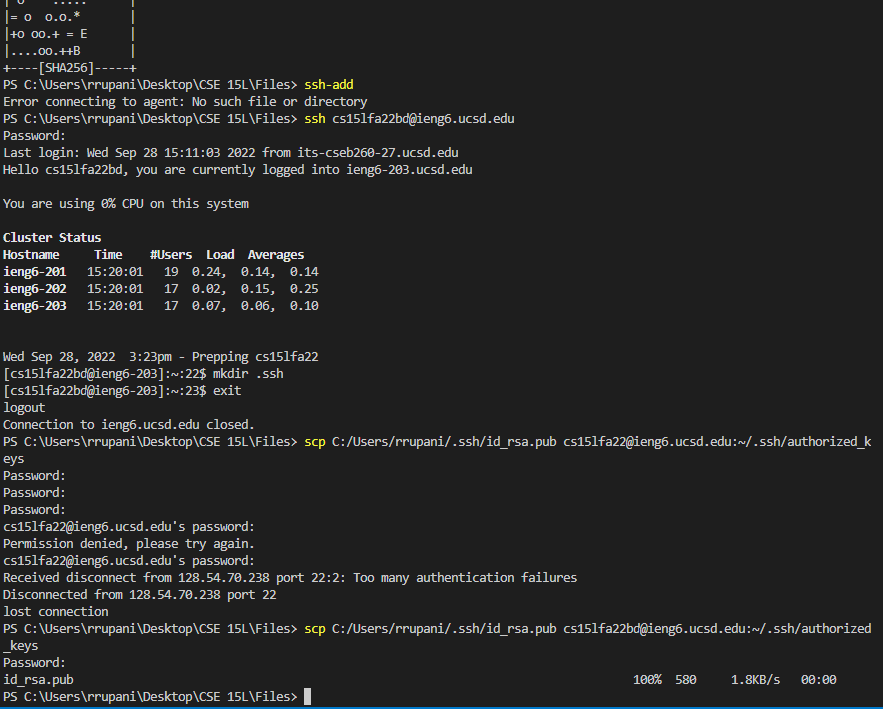 |= o  o.o.*      |
|+o oo.+ = E     |
|....oo.++B      |
+----[SHA256]-----+
PS C:\Users\rrupani\Desktop\CSE 15L\Files> ssh-add
Error connecting to agent: No such file or directory
PS C:\Users\rrupani\Desktop\CSE 15L\Files> ssh cs15lfa22bd@ieng6.ucsd.edu
Password:
Last login: Wed Sep 28 15:11:03 2022 from its-cseb260-27.ucsd.edu
Hello cs15lfa22bd, you are currently logged into ieng6-203.ucsd.edu
You are using 0% CPU on this system
Cluster Status
Hostname     Time    #Users  Load  Averages
ieng6-201   15:20:01   19  0.24,  0.14,  0.14
ieng6-202   15:20:01   17  0.02,  0.15,  0.25
ieng6-203   15:20:01   17  0.07,  0.06,  0.10
Wed Sep 28, 2022  3:23pm - Prepping cs15lfa22
[cs15lfa22bd@ieng6-203]:~:22$ mkdir .ssh
[cs15lfa22bd@ieng6-203]:~:23$ exit
logout
Connection to ieng6.ucsd.edu closed.
PS C:\Users\rrupani\Desktop\CSE 15L\Files> scp C:/Users/rrupani/.ssh/id_rsa.pub cs15lfa22@ieng6.ucsd.edu:~/.ssh/authorized_k
eys
Password:
Password:
Password:
cs15lfa22@ieng6.ucsd.edu's password:
Permission denied, please try again.
cs15lfa22@ieng6.ucsd.edu's password:
Received disconnect from 128.54.70.238 port 22:2: Too many authentication failures
Disconnected from 128.54.70.238 port 22
lost connection
PS C:\Users\rrupani\Desktop\CSE 15L\Files> scp C:/Users/rrupani/.ssh/id_rsa.pub cs15lfa22bd@ieng6.ucsd.edu:~/.ssh/authorized
_keys
Password:
id_rsa.pub                                                                 100%  580     1.8KB/s   00:00
PS C:\Users\rrupani\Desktop\CSE 15L\Files>